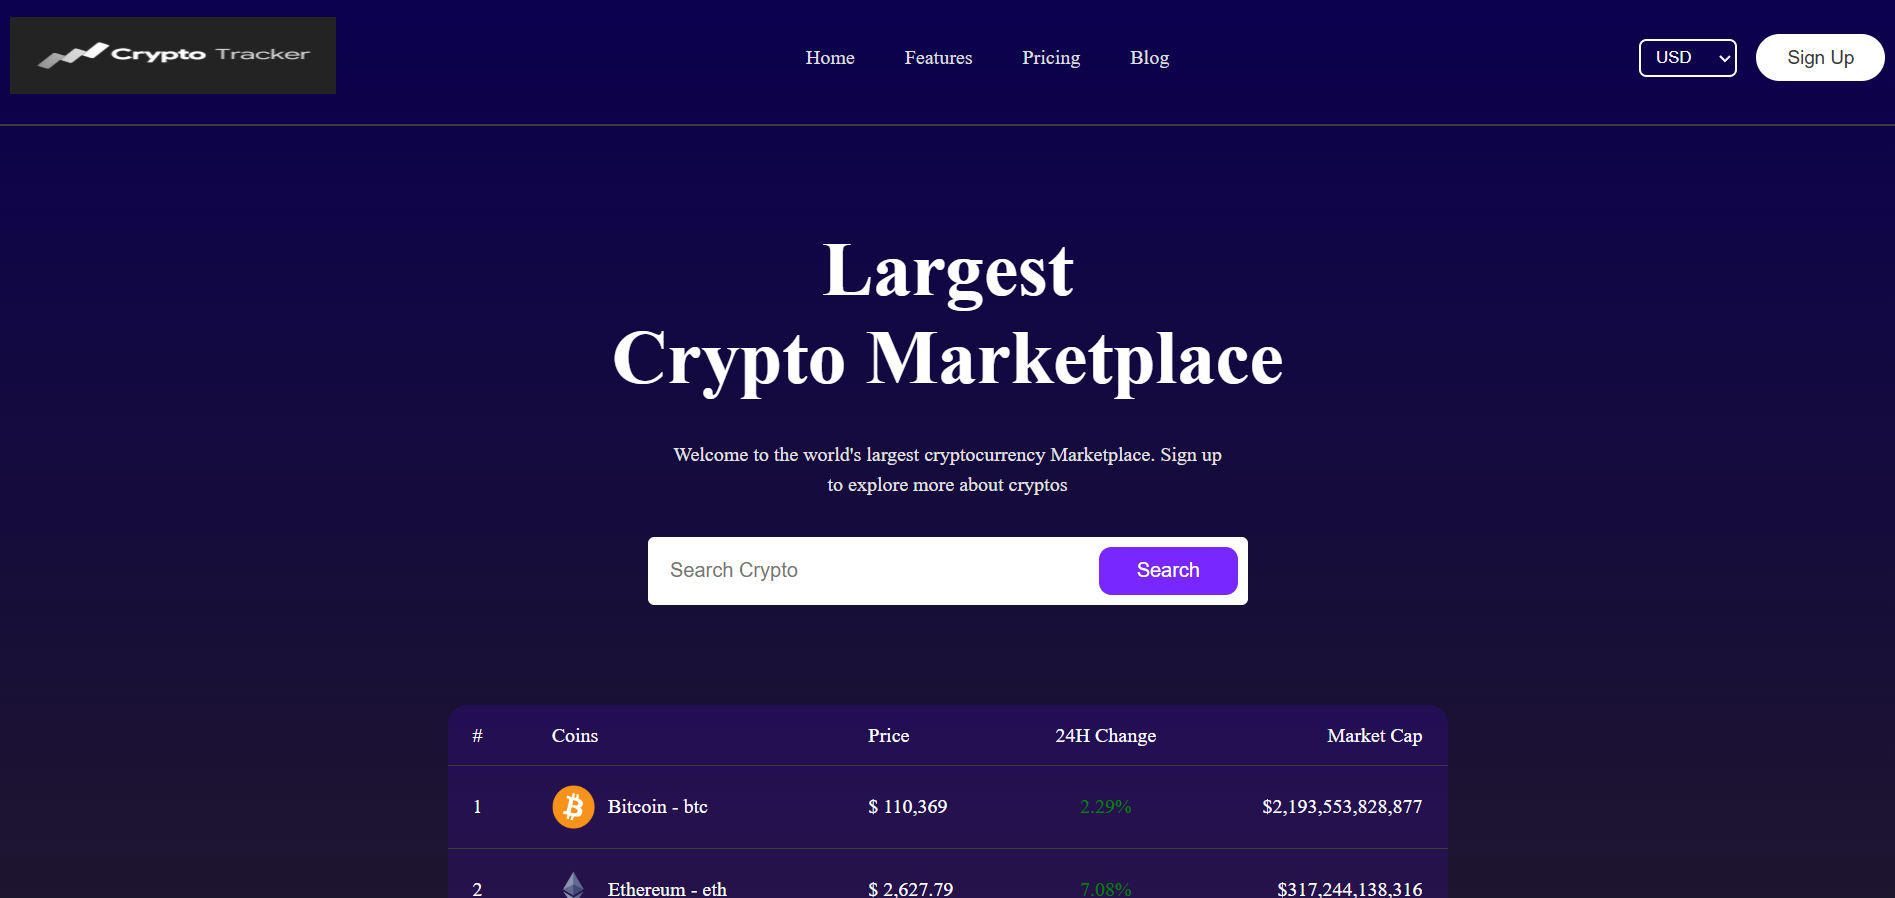 Crypto Tracker
Home Features Pricing Blog
USD
Sign Up
Largest
Crypto Marketplace
Welcome to the world's largest cryptocurrency Marketplace. Sign up
to explore more about cryptos
Search Crypto
Search
# Coins Price 24H Change Market Cap
1 Bitcoin - btc $ 110,369 2.29% $2,193,553,828,877
2 Ethereum - eth $ 2,627.79 7.08% $317,244,138,316